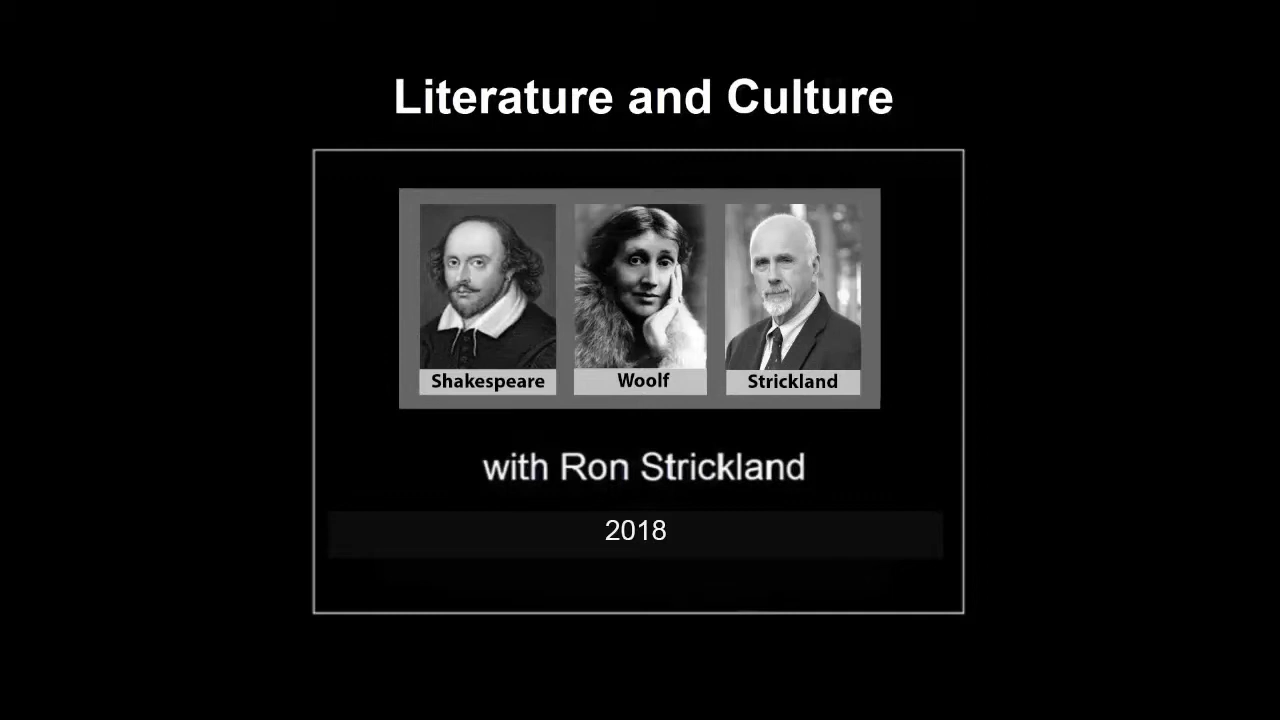 Literature and Culture
Shakespeare
Woolf
Strickland
with Ron Strickland
2018